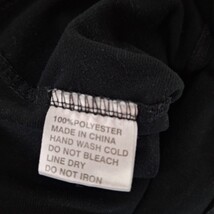 100%POLYESTER
MADE IN CHINA
HAND WASH COLD
DO NOT BLEACH
LINE DRY
DO NOT IRON